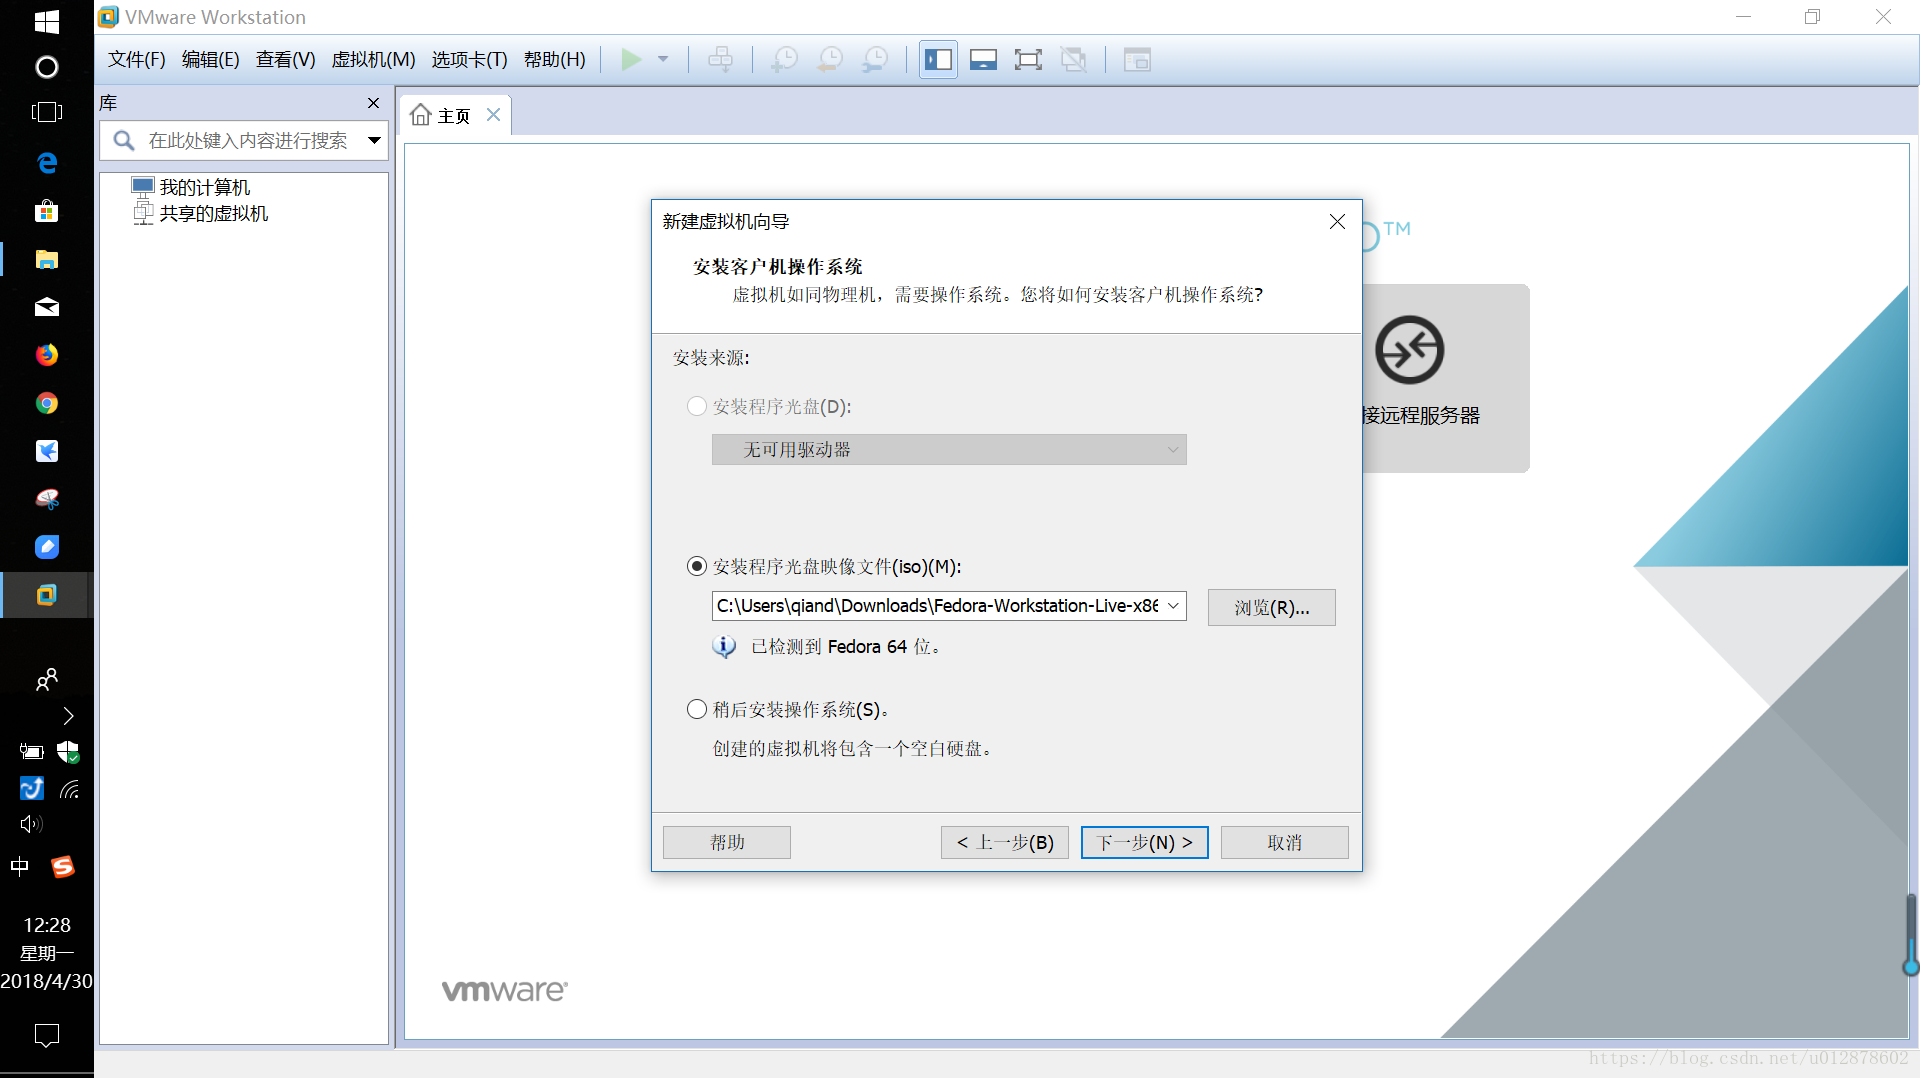 VMware Workstation
文件(F) 编辑(E) 查看(V) 虚拟机(M) 选项卡(T) 帮助(H)
库
在此处键入内容进行搜索
我的计算机
共享的虚拟机
主页
TM
接远程服务器
新建虚拟机向导
安装客户机操作系统
虚拟机如同物理机，需要操作系统。您将如何安装客户机操作系统?
安装来源:
安装程序光盘(D):
无可用驱动器
安装程序光盘映像文件(iso)(M):
C:\Users\qiand\Downloads\Fedora-Workstation-Live-x86
浏览(R)...
已检测到 Fedora 64 位。
稍后安装操作系统(S)。
创建的虚拟机将包含一个空白硬盘。
帮助
< 上一步(B)
下一步(N) >
取消
vmware
中
12:28
星期一
2018/4/30
https://blog.csdn.net/u012878602